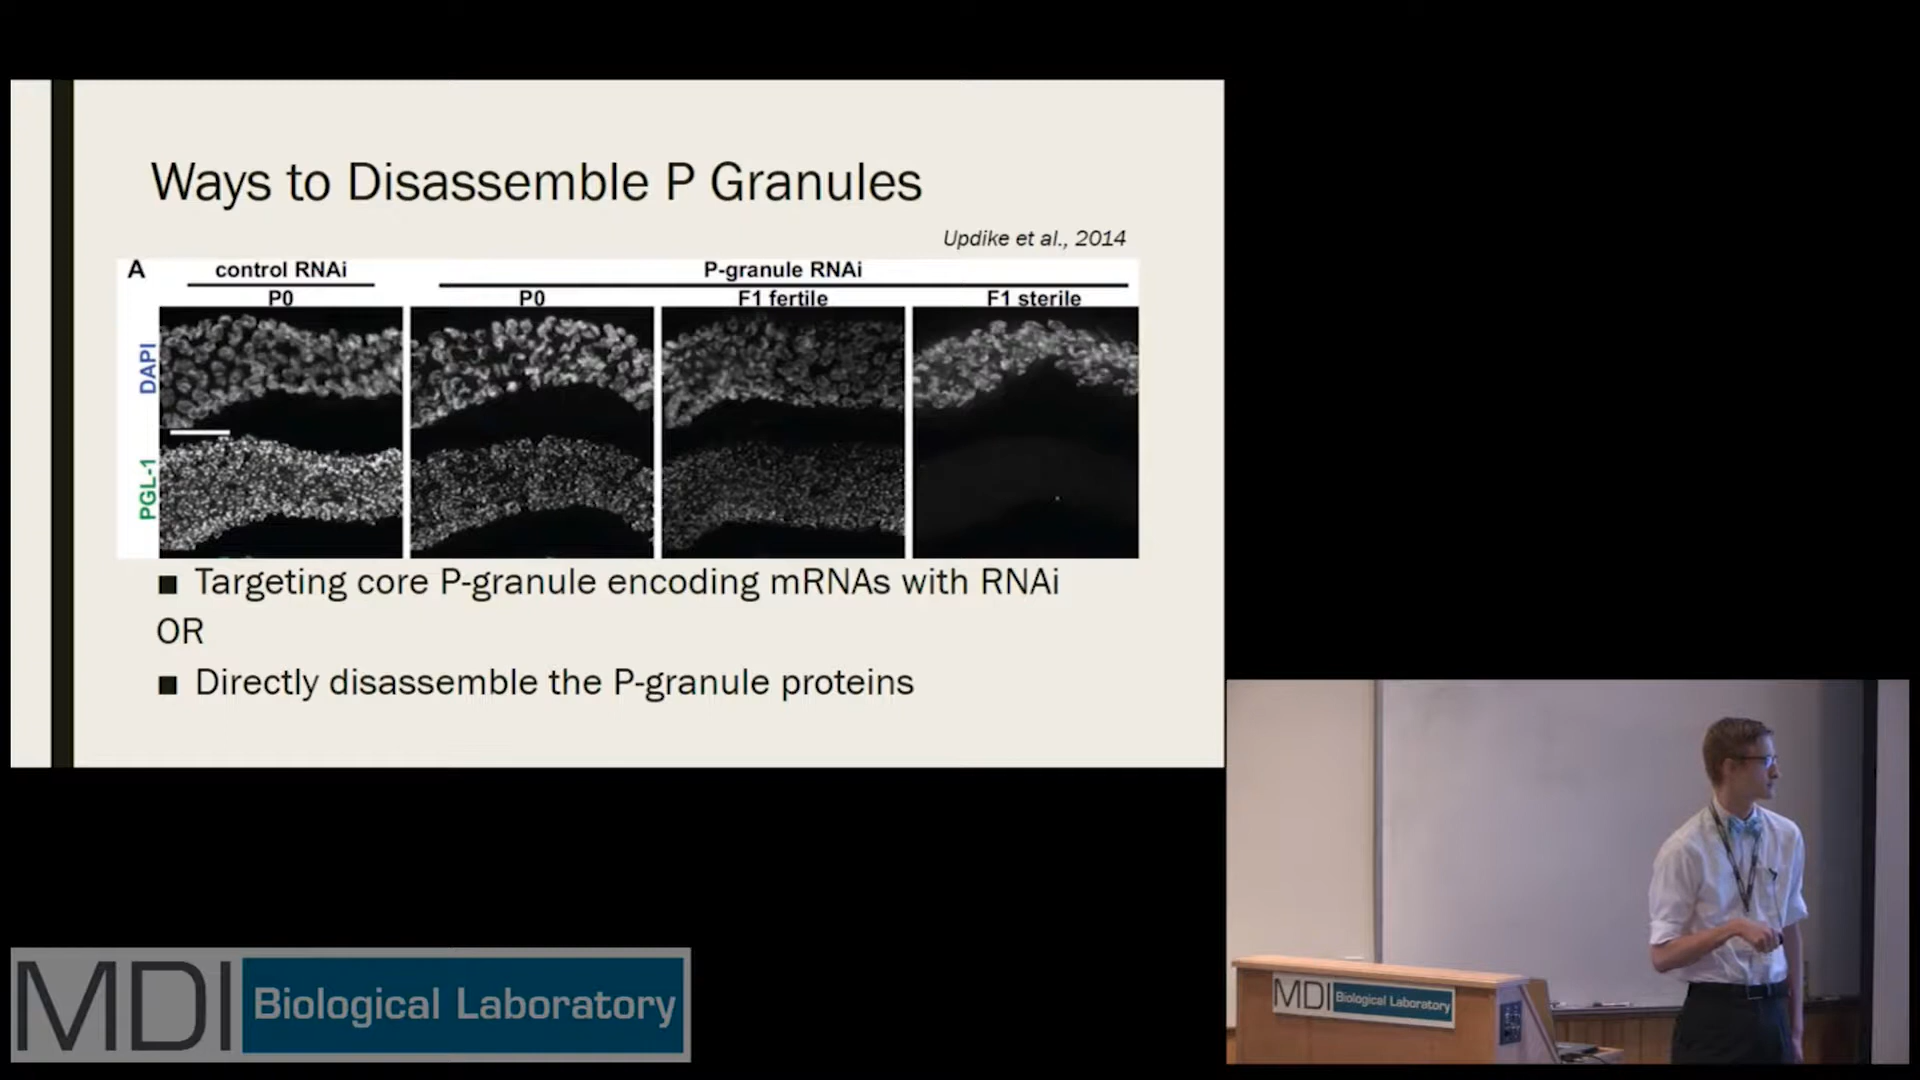 Ways to Disassemble P Granules
Updike et al., 2014
A
control RNAi
P-granule RNAi
P0
P0
F1 fertile
F1 sterile
DAPI
PGL-1
■ Targeting core P-granule encoding mRNAs with RNAi
OR
■ Directly disassemble the P-granule proteins
MDI Biological Laboratory
MDI Biological Laboratory